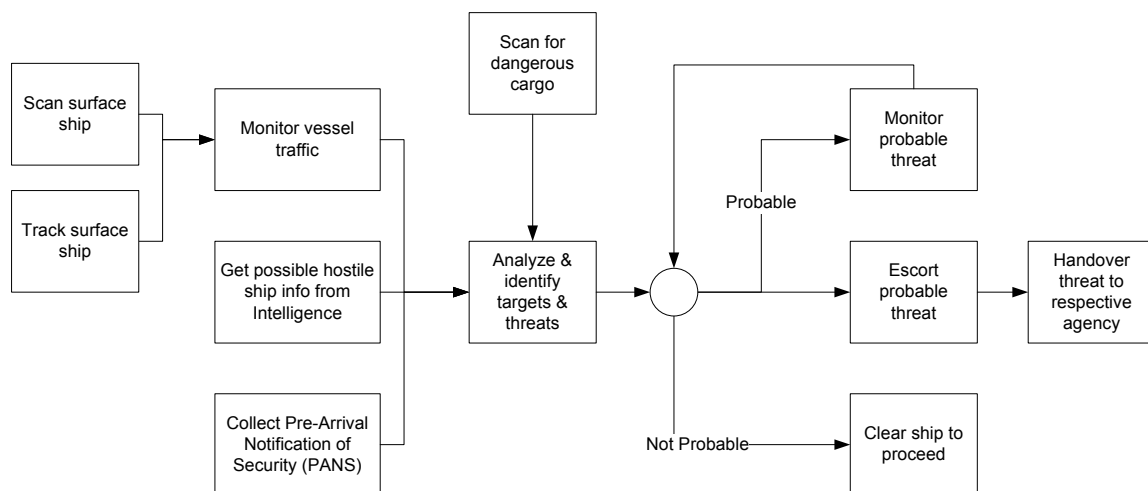 Scan surface
ship
Track surface
ship
Monitor vessel
traffic
Get possible hostile
ship info from
Intelligence
Collect Pre-Arrival
Notification of
Security (PANS)
Scan for
dangerous
cargo
Analyze &
identify
targets &
threats
Probable
Not Probable
Monitor
probable
threat
Escort
probable
threat
Clear ship to
proceed
Handover
threat to
respective
agency